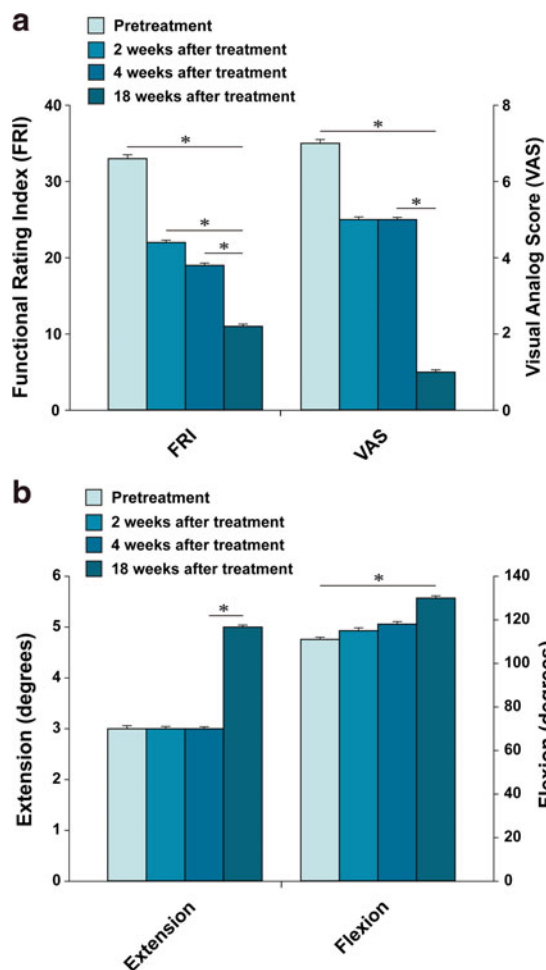 a
Pretreatment
2 weeks after treatment
4 weeks after treatment
18 weeks after treatment
Functional Rating Index (FRI)
40
30
20
10
0
*
*
*
*
*
8
6
4
2
0
Visual Analog Score (VAS)
FRI
VAS
b
Pretreatment
2 weeks after treatment
4 weeks after treatment
18 weeks after treatment
Extension (degrees)
6
5
4
3
2
1
0
*
*
140
120
100
80
60
40
20
0
Flexion (degrees)
Extension
Flexion